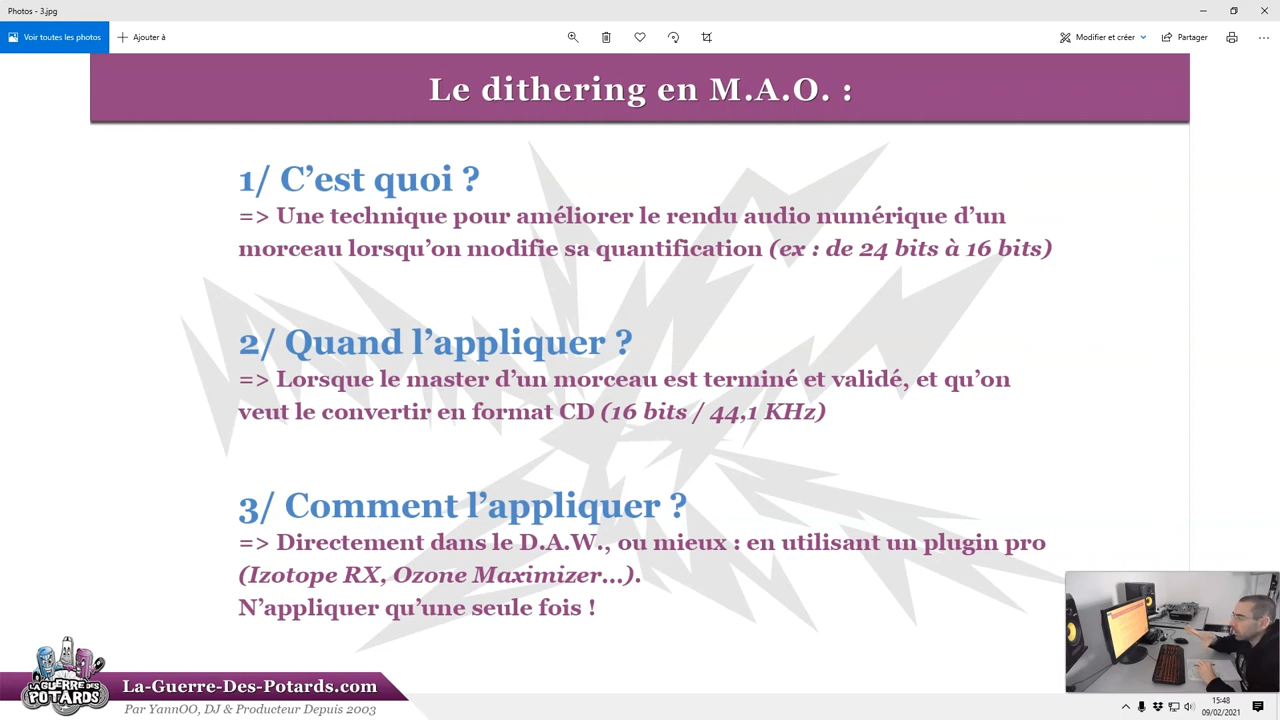 Photos - 3.jpg
Voir toutes les photos
Ajouter à
Modifier et créer
Partager
Le dithering en M.A.O. :
1/ C’est quoi ?
=> Une technique pour améliorer le rendu audio numérique d’un
morceau lorsqu’on modifie sa quantification (ex : de 24 bits à 16 bits)
2/ Quand l’appliquer ?
=> Lorsque le master d’un morceau est terminé et validé, et qu’on
veut le convertir en format CD (16 bits / 44,1 KHz)
3/ Comment l’appliquer ?
=> Directement dans le D.A.W., ou mieux : en utilisant un plugin pro
(Izotope RX, Ozone Maximizer...).
N’appliquer qu’une seule fois !
LA GUERRE DES
POTARDS
La-Guerre-Des-Potards.com
Par YannOO, DJ & Producteur Depuis 2003
15:48
09/02/2021